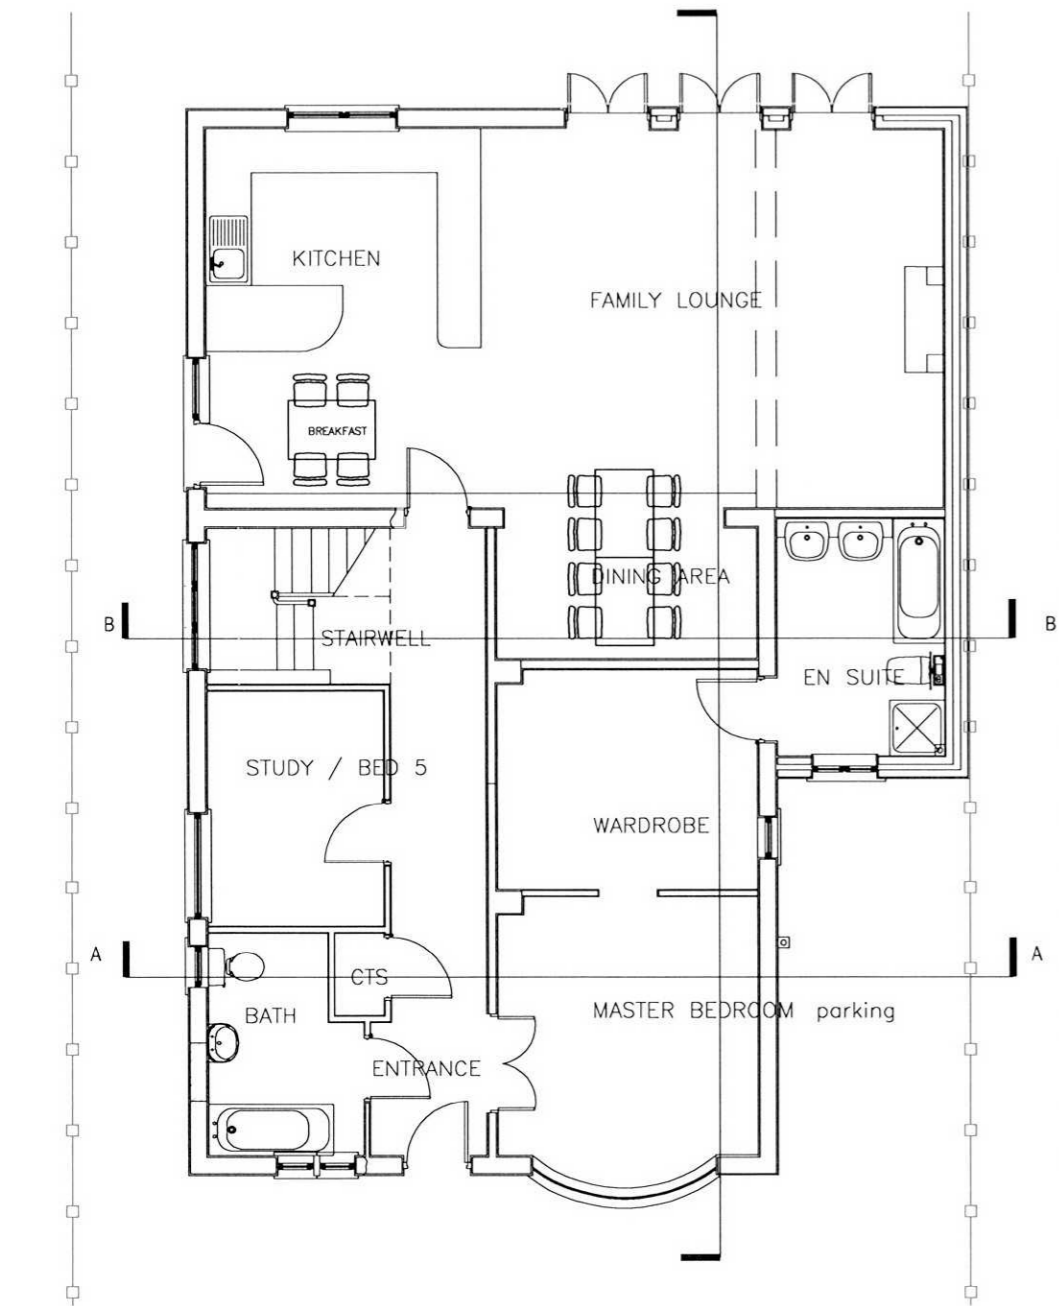 KITCHEN
FAMILY LOUNGE
BREAKFAST
DINING AREA
B
B
STAIRWELL
EN SUITE
STUDY / BED 5
WARDROBE
A
A
CTS
BATH
MASTER BEDROOM parking
ENTRANCE